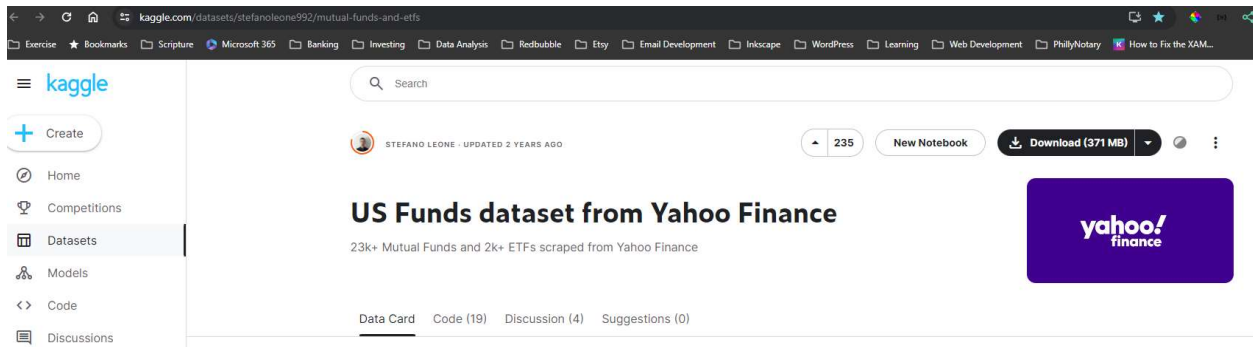 kaggle.com/datasets/stefanoleone992/mutual-funds-and-etfs
Exercise Bookmarks Scripture Microsoft 365 Banking Investing Data Analysis Redbubble Etsy Email Development Inkscape WordPress Learning Web Development PhillyNotary K How to Fix the XAM...
kaggle
Search
Create
STEFANO LEONE · UPDATED 2 YEARS AGO
235
New Notebook
Download (371 MB)
Home
Competitions
Datasets
Models
Code
Discussions
US Funds dataset from Yahoo Finance
23k+ Mutual Funds and 2k+ ETFs scraped from Yahoo Finance
yahoo!
finance
Data Card Code (19) Discussion (4) Suggestions (0)